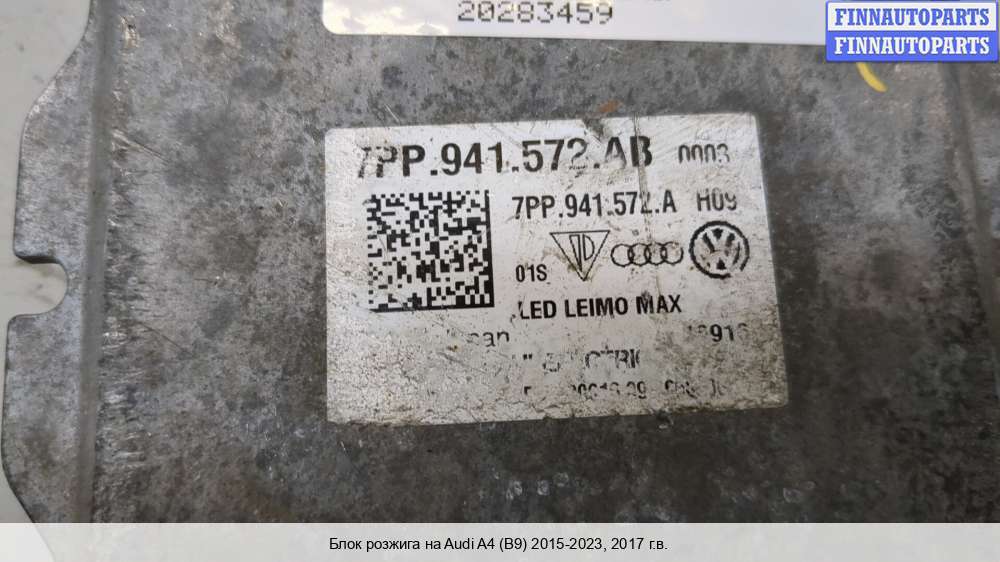 20283459
FINNAUTOPARTS
FINNAUTOPARTS
7PP.941.572.AB 0003
7PP.941.572.A H09
01S
LED LEIMO MAX
Блок розжига на Audi A4 (B9) 2015-2023, 2017 г.в.